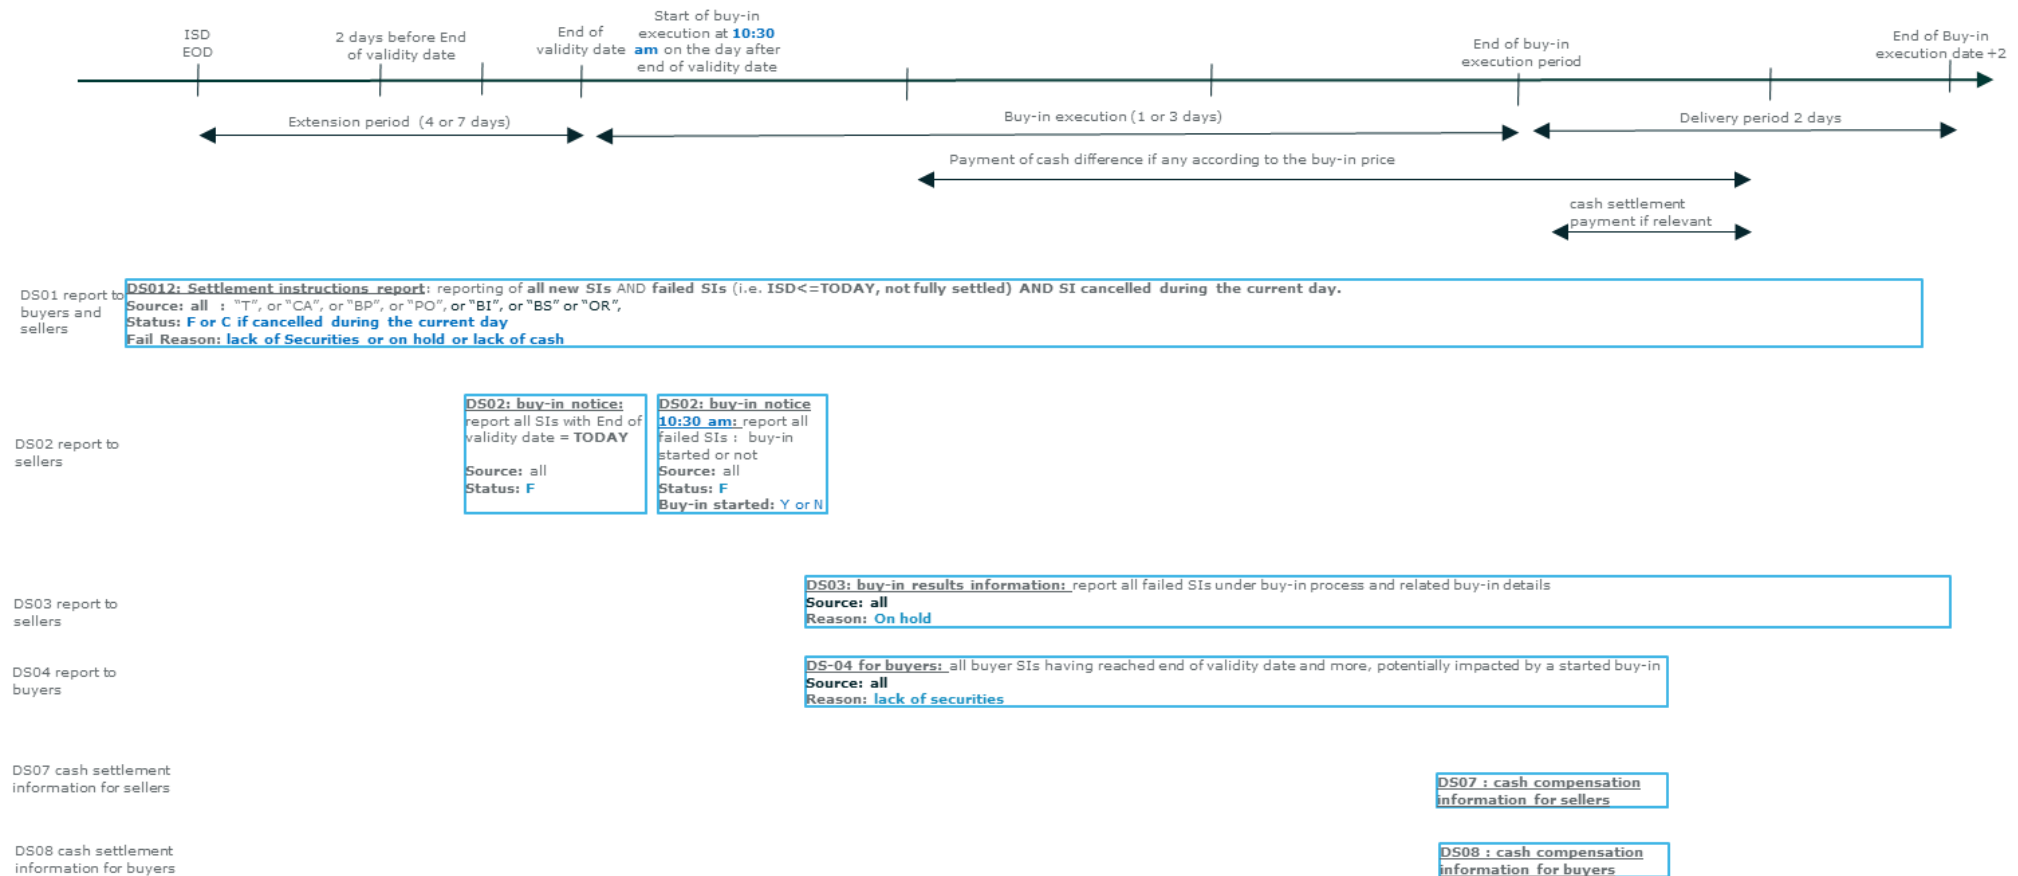 ISD
EOD
2 days before End
of validity date
End of
validity date
Start of buy-in
execution at 10:30
am on the day after
end of validity date
End of buy-in
execution period
End of Buy-in
execution date +2
Extension period (4 or 7 days)
Buy-in execution (1 or 3 days)
Delivery period 2 days
Payment of cash difference if any according to the buy-in price
cash settlement
payment if relevant
DS01 report to
buyers and
sellers
DS012: Settlement instructions report: reporting of all new SIs AND failed SIs (i.e. ISD<=TODAY, not fully settled) AND SI cancelled during the current day.
Source: all : "T", or "CA", or "BP", or "PO", or "BI", or "BS" or "OR",
Status: F or C if cancelled during the current day
Fail Reason: lack of Securities or on hold or lack of cash
DS02 report to
sellers
DS02: buy-in notice:
report all SIs with End of
validity date = TODAY
Source: all
Status: F
DS02: buy-in notice
10:30 am: report all
failed SIs : buy-in
started or not
Source: all
Status: F
Buy-in started: Y or N
DS03 report to
sellers
DS03: buy-in results information: report all failed SIs under buy-in process and related buy-in details
Source: all
Reason: On hold
DS04 report to
buyers
DS-04 for buyers: all buyer SIs having reached end of validity date and more, potentially impacted by a started buy-in
Source: all
Reason: lack of securities
DS07 cash settlement
information for sellers
DS07 : cash compensation
information for sellers
DS08 cash settlement
information for buyers
DS08 : cash compensation
information for buyers